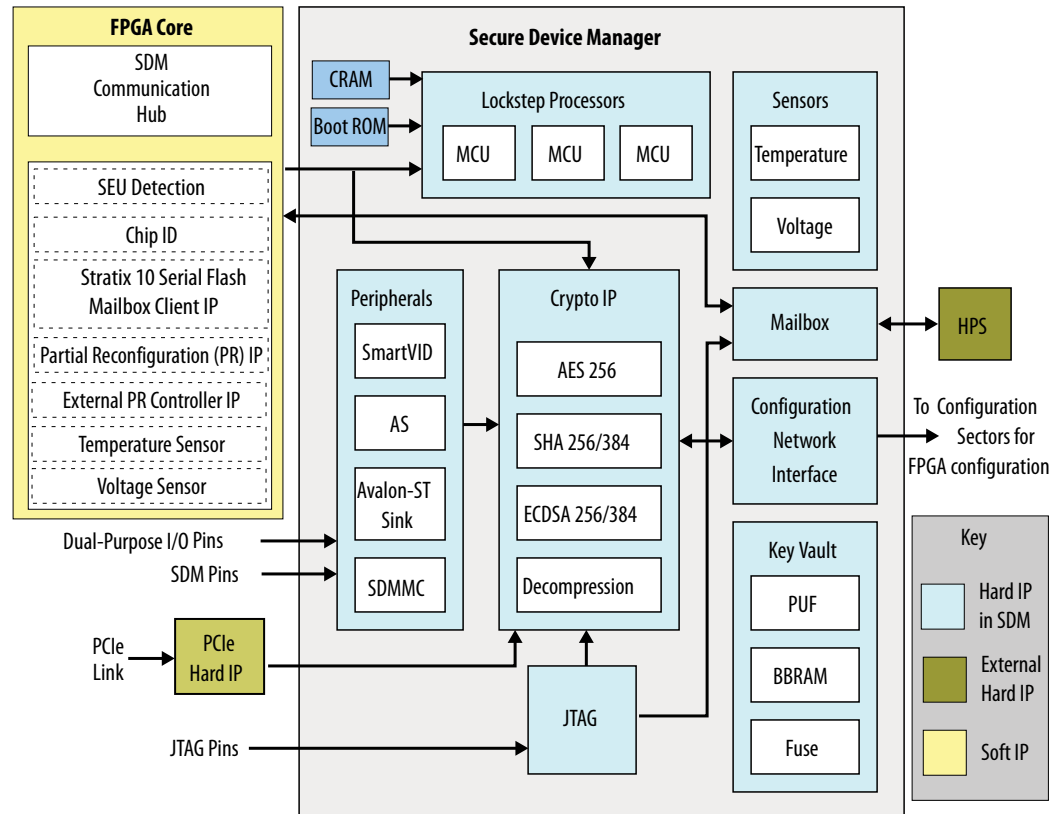 FPGA Core
SDM
Communication
Hub
SEU Detection
Chip ID
Stratix 10 Serial Flash
Mailbox Client IP
Partial Reconfiguration (PR) IP
External PR Controller IP
Temperature Sensor
Voltage Sensor
Dual-Purpose I/O Pins
SDM Pins
PCIe
Link
PCIe
Hard IP
JTAG Pins
Secure Device Manager
CRAM
Boot ROM
Lockstep Processors
MCU
MCU
MCU
Sensors
Temperature
Voltage
Peripherals
SmartVID
AS
Avalon-ST
Sink
SDMMC
Crypto IP
AES 256
SHA 256/384
ECDSA 256/384
Decompression
JTAG
Mailbox
Configuration
Network
Interface
Key Vault
PUF
BBRAM
Fuse
HPS
To Configuration
Sectors for
FPGA configuration
Key
Hard IP
in SDM
External
Hard IP
Soft IP